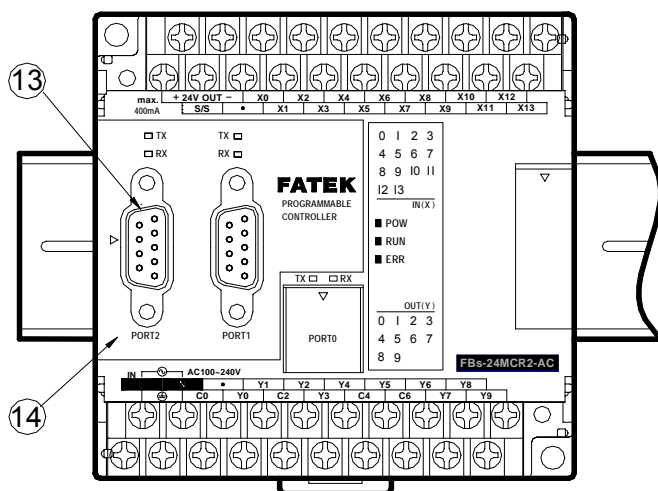 max.
400mA
+ 24V OUT – X0 X2 X4 X6 X8 X10 X12
S/S • X1 X3 X5 X7 X9 X11 X13
13
TX TX
RX RX
0 1 2 3
4 5 6 7
8 9 10 11
12 13
IN(X)
FATEK
PROGRAMMABLE
CONTROLLER
POW
RUN
ERR
TX RX
PORT2 PORT1 PORT0
OUT(Y)
0 1 2 3
4 5 6 7
8 9
FBs-24MCR2-AC
14
IN AC100~240V
• Y1 Y2 Y4 Y5 Y6 Y8
C0 Y0 C2 Y3 C4 C6 Y7 Y9